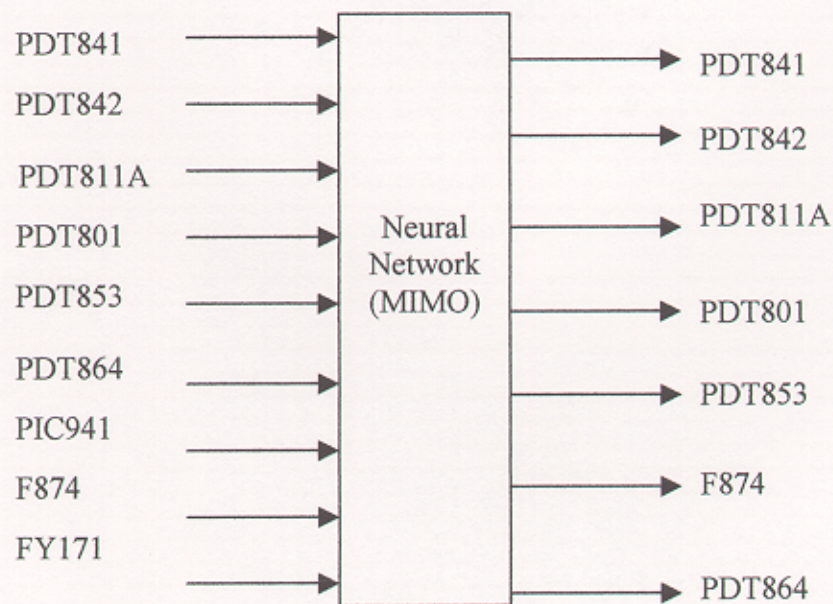 PDT841
PDT842
PDT811A
PDT801
PDT853
PDT864
PIC941
F874
FY171
Neural
Network
(MIMO)
PDT841
PDT842
PDT811A
PDT801
PDT853
F874
PDT864